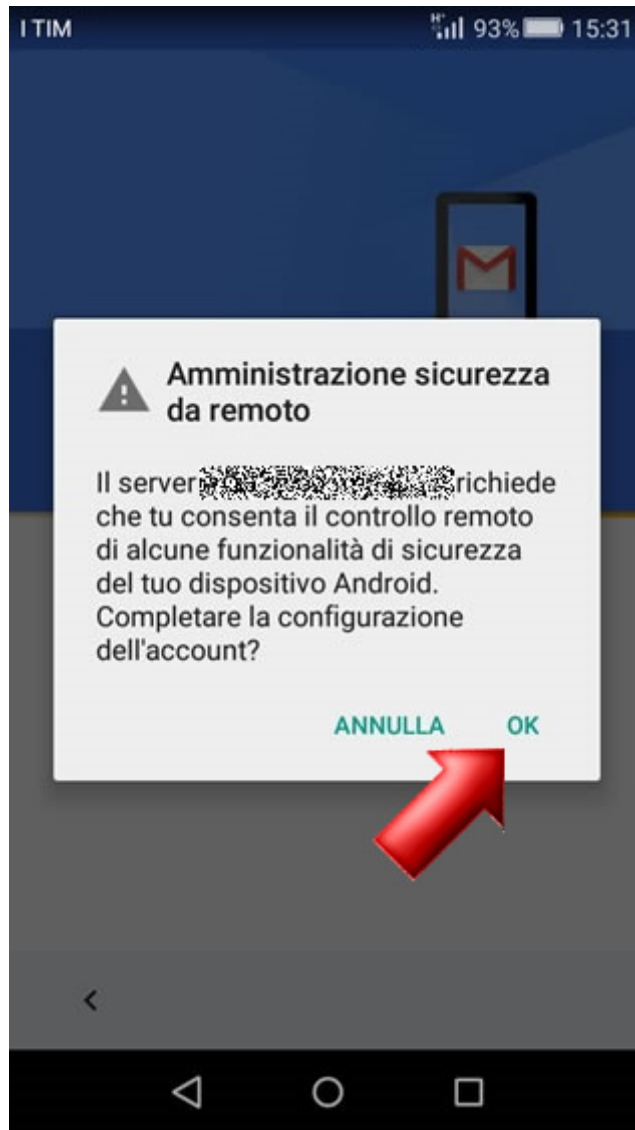 I TIM 93% 15:31
Amministrazione sicurezza
da remoto
Il server richiede
che tu consenta il controllo remoto
di alcune funzionalità di sicurezza
del tuo dispositivo Android.
Completare la configurazione
dell'account?
ANNULLA OK